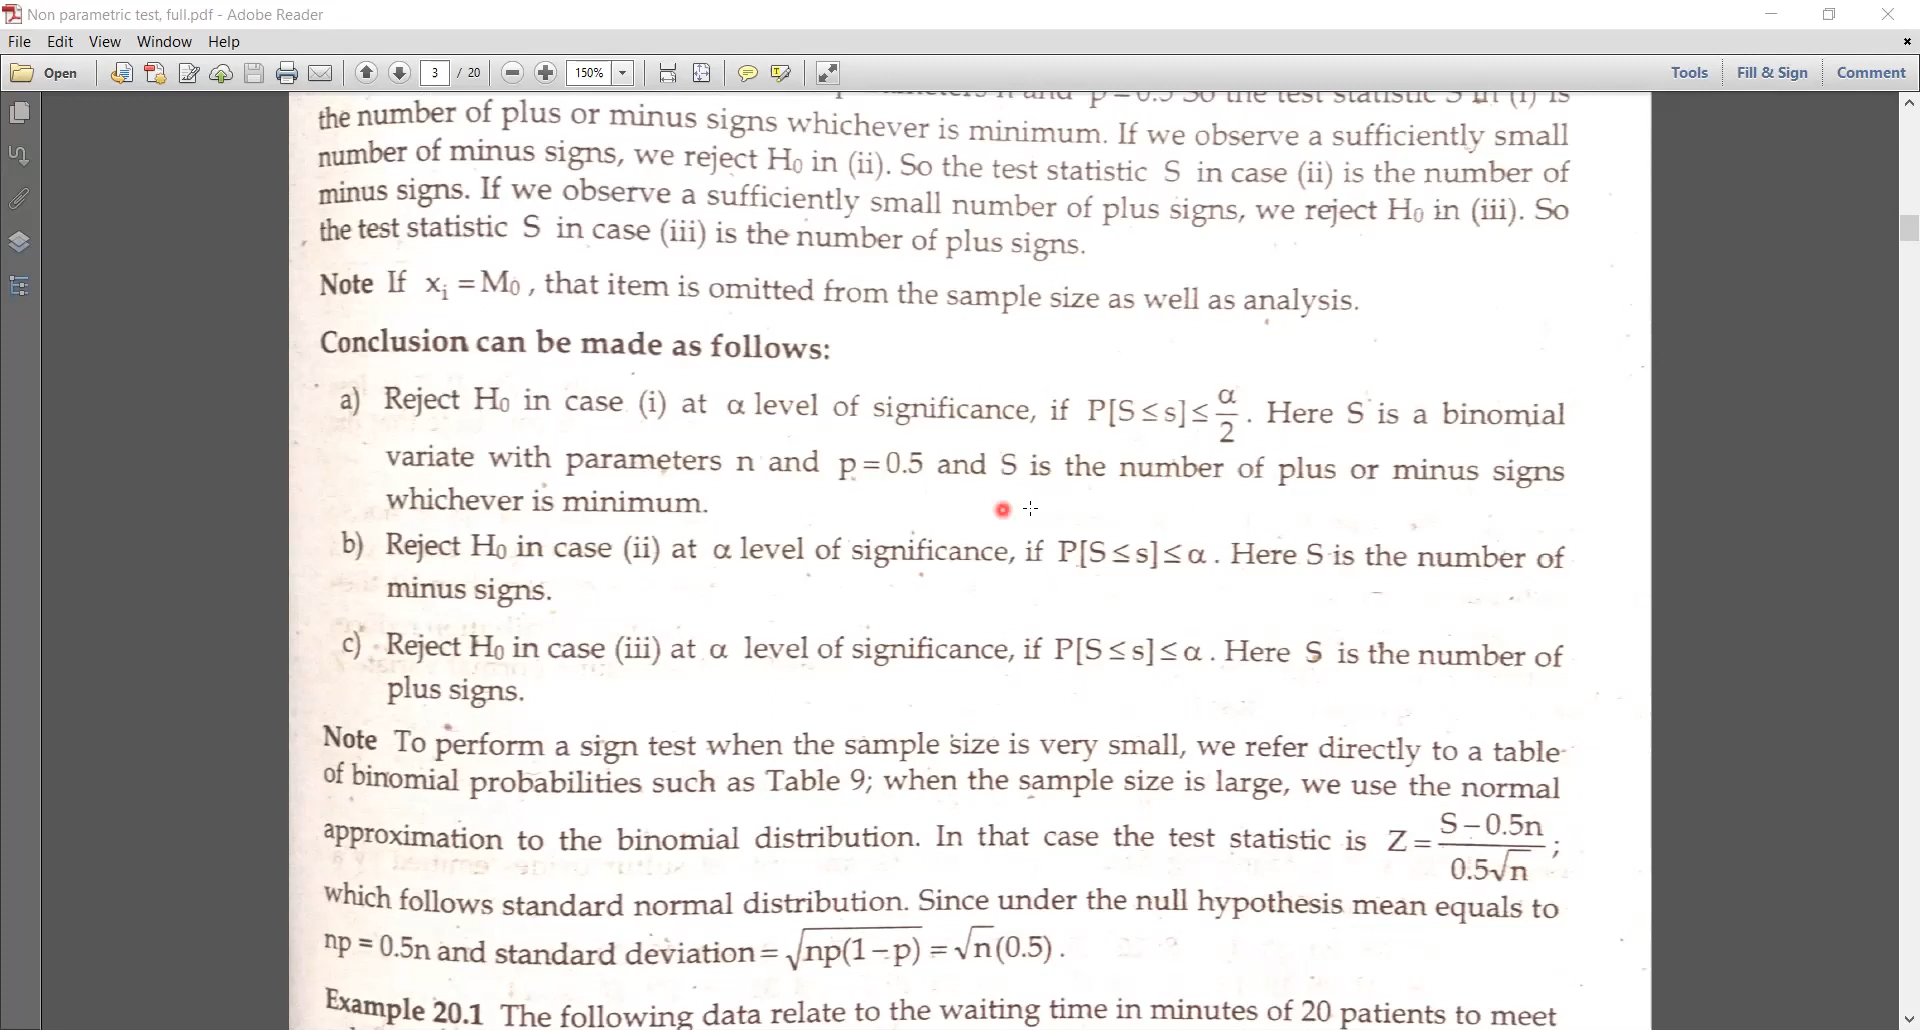 Non parametric test, full.pdf - Adobe Reader
File Edit View Window Help
Open 3 / 20 150% Tools Fill & Sign Comment
p = 0.5 So the test statistic S in (i) is
the number of plus or minus signs whichever is minimum. If we observe a sufficiently small
number of minus signs, we reject H₀ in (ii). So the test statistic S in case (ii) is the number of
minus signs. If we observe a sufficiently small number of plus signs, we reject H₀ in (iii). So
the test statistic S in case (iii) is the number of plus signs.
Note If xᵢ = M₀, that item is omitted from the sample size as well as analysis.
Conclusion can be made as follows:
a) Reject H₀ in case (i) at α level of significance, if P[S ≤ s] ≤ α/2. Here S is a binomial
variate with parameters n and p = 0.5 and S is the number of plus or minus signs
whichever is minimum.
b) Reject H₀ in case (ii) at α level of significance, if P[S ≤ s] ≤ α. Here S is the number of
minus signs.
c) Reject H₀ in case (iii) at α level of significance, if P[S ≤ s] ≤ α. Here S is the number of
plus signs.
Note To perform a sign test when the sample size is very small, we refer directly to a table
of binomial probabilities such as Table 9; when the sample size is large, we use the normal
approximation to the binomial distribution. In that case the test statistic is Z = (S − 0.5n)/(0.5√n);
which follows standard normal distribution. Since under the null hypothesis mean equals to
np = 0.5n and standard deviation = √(np(1−p)) = √n(0.5).
Example 20.1 The following data relate to the waiting time in minutes of 20 patients to meet